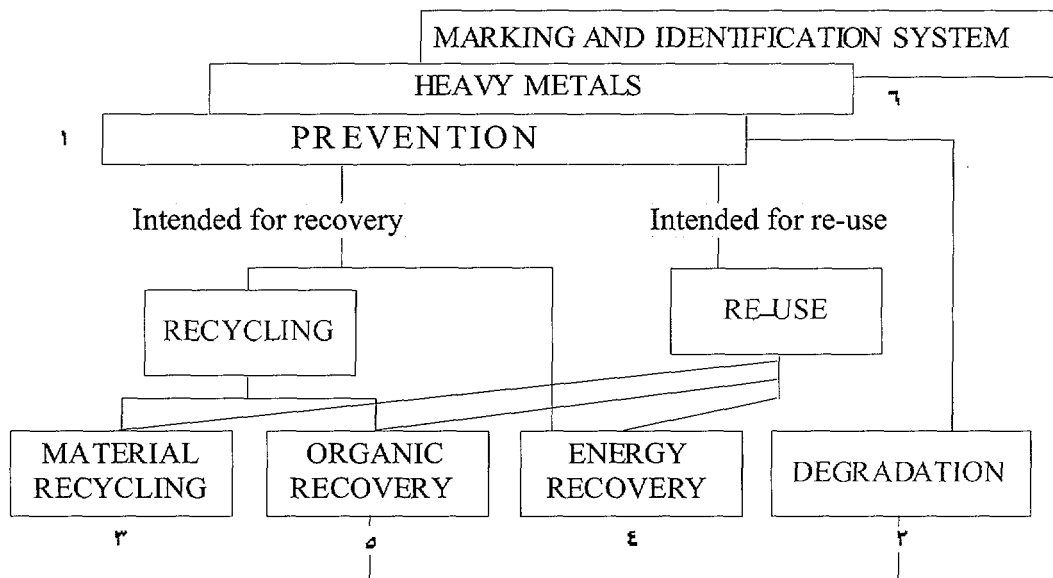 MARKING AND IDENTIFICATION SYSTEM
HEAVY METALS
٦
١
PREVENTION
Intended for recovery
Intended for re-use
RECYCLING
RE-USE
MATERIAL
RECYCLING
ORGANIC
RECOVERY
ENERGY
RECOVERY
DEGRADATION
٣
٥
٤
٢